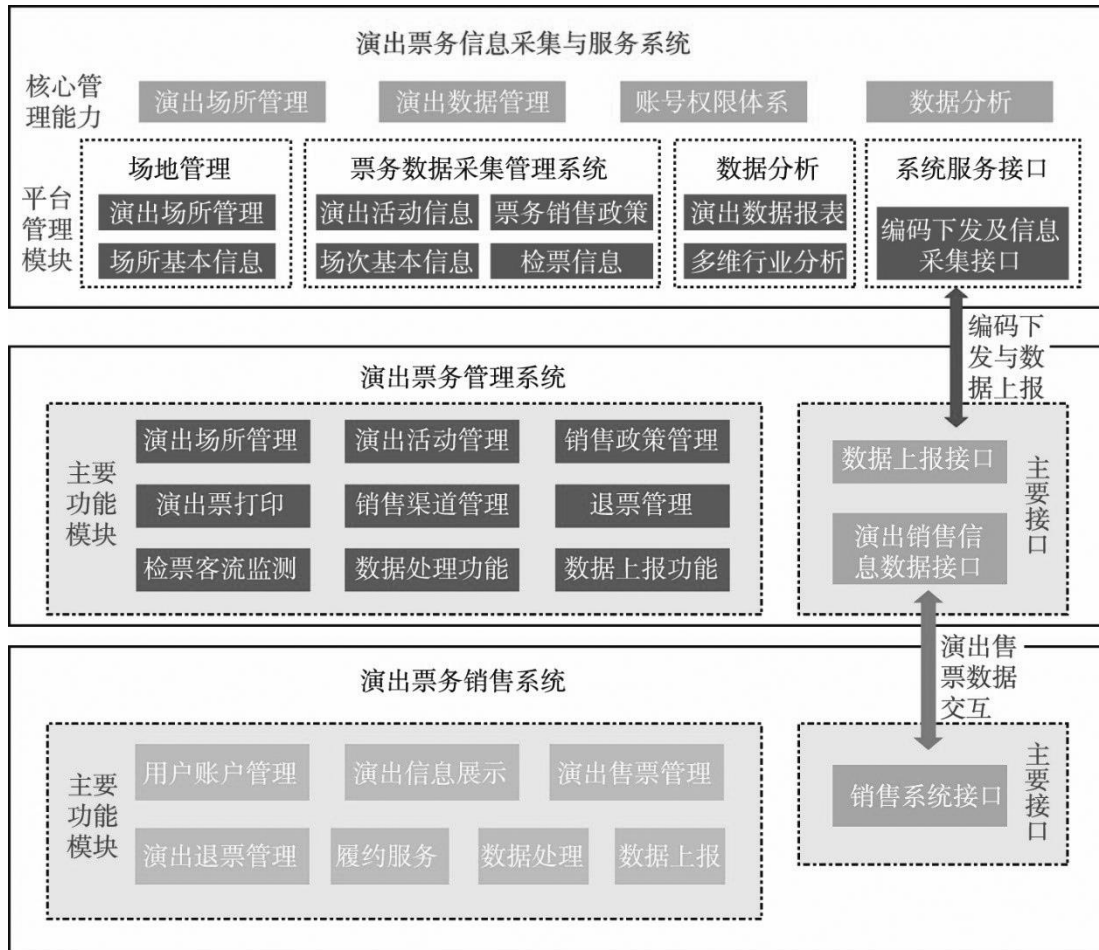 演出票务信息采集与服务系统
核心管
理能力
演出场所管理
演出数据管理
账号权限体系
数据分析
平台
管理
模块
场地管理
演出场所管理
场所基本信息
票务数据采集管理系统
演出活动信息
票务销售政策
场次基本信息
检票信息
数据分析
演出数据报表
多维行业分析
系统服务接口
编码下发及信息
采集接口
编码下
发与数
据上报
演出票务管理系统
主要
功能
模块
演出场所管理
演出活动管理
销售政策管理
演出票打印
销售渠道管理
退票管理
检票客流监测
数据处理功能
数据上报功能
数据上报接口
演出销售信
息数据接口
主要接口
演出售
票数据
交互
演出票务销售系统
主要
功能
模块
用户账户管理
演出信息展示
演出售票管理
演出退票管理
履约服务
数据处理
数据上报
销售系统接口
主要接口